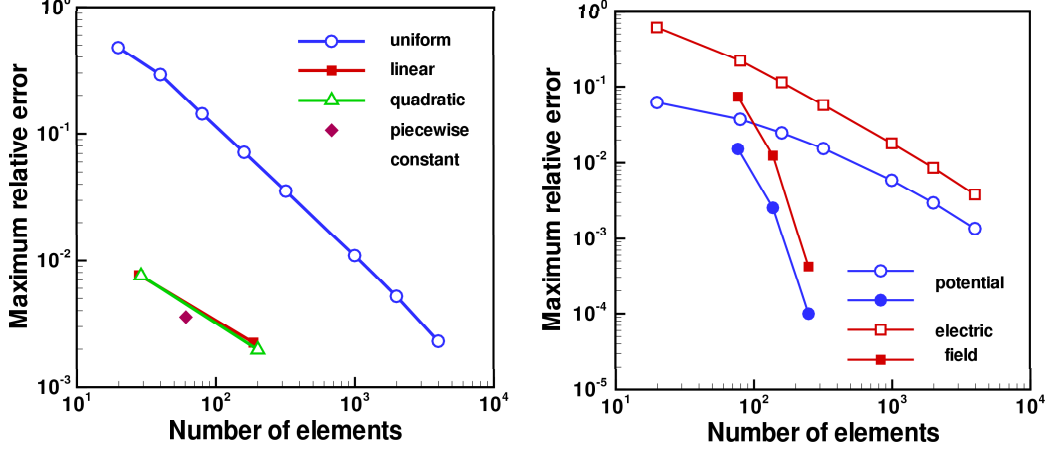 10^0
10^-1
10^-2
10^-3
10^1
10^2
10^3
10^4
Maximum relative error
Number of elements
uniform
linear
quadratic
piecewise
constant
10^0
10^-1
10^-2
10^-3
10^-4
10^-5
10^1
10^2
10^3
10^4
Maximum relative error
Number of elements
potential
electric
field